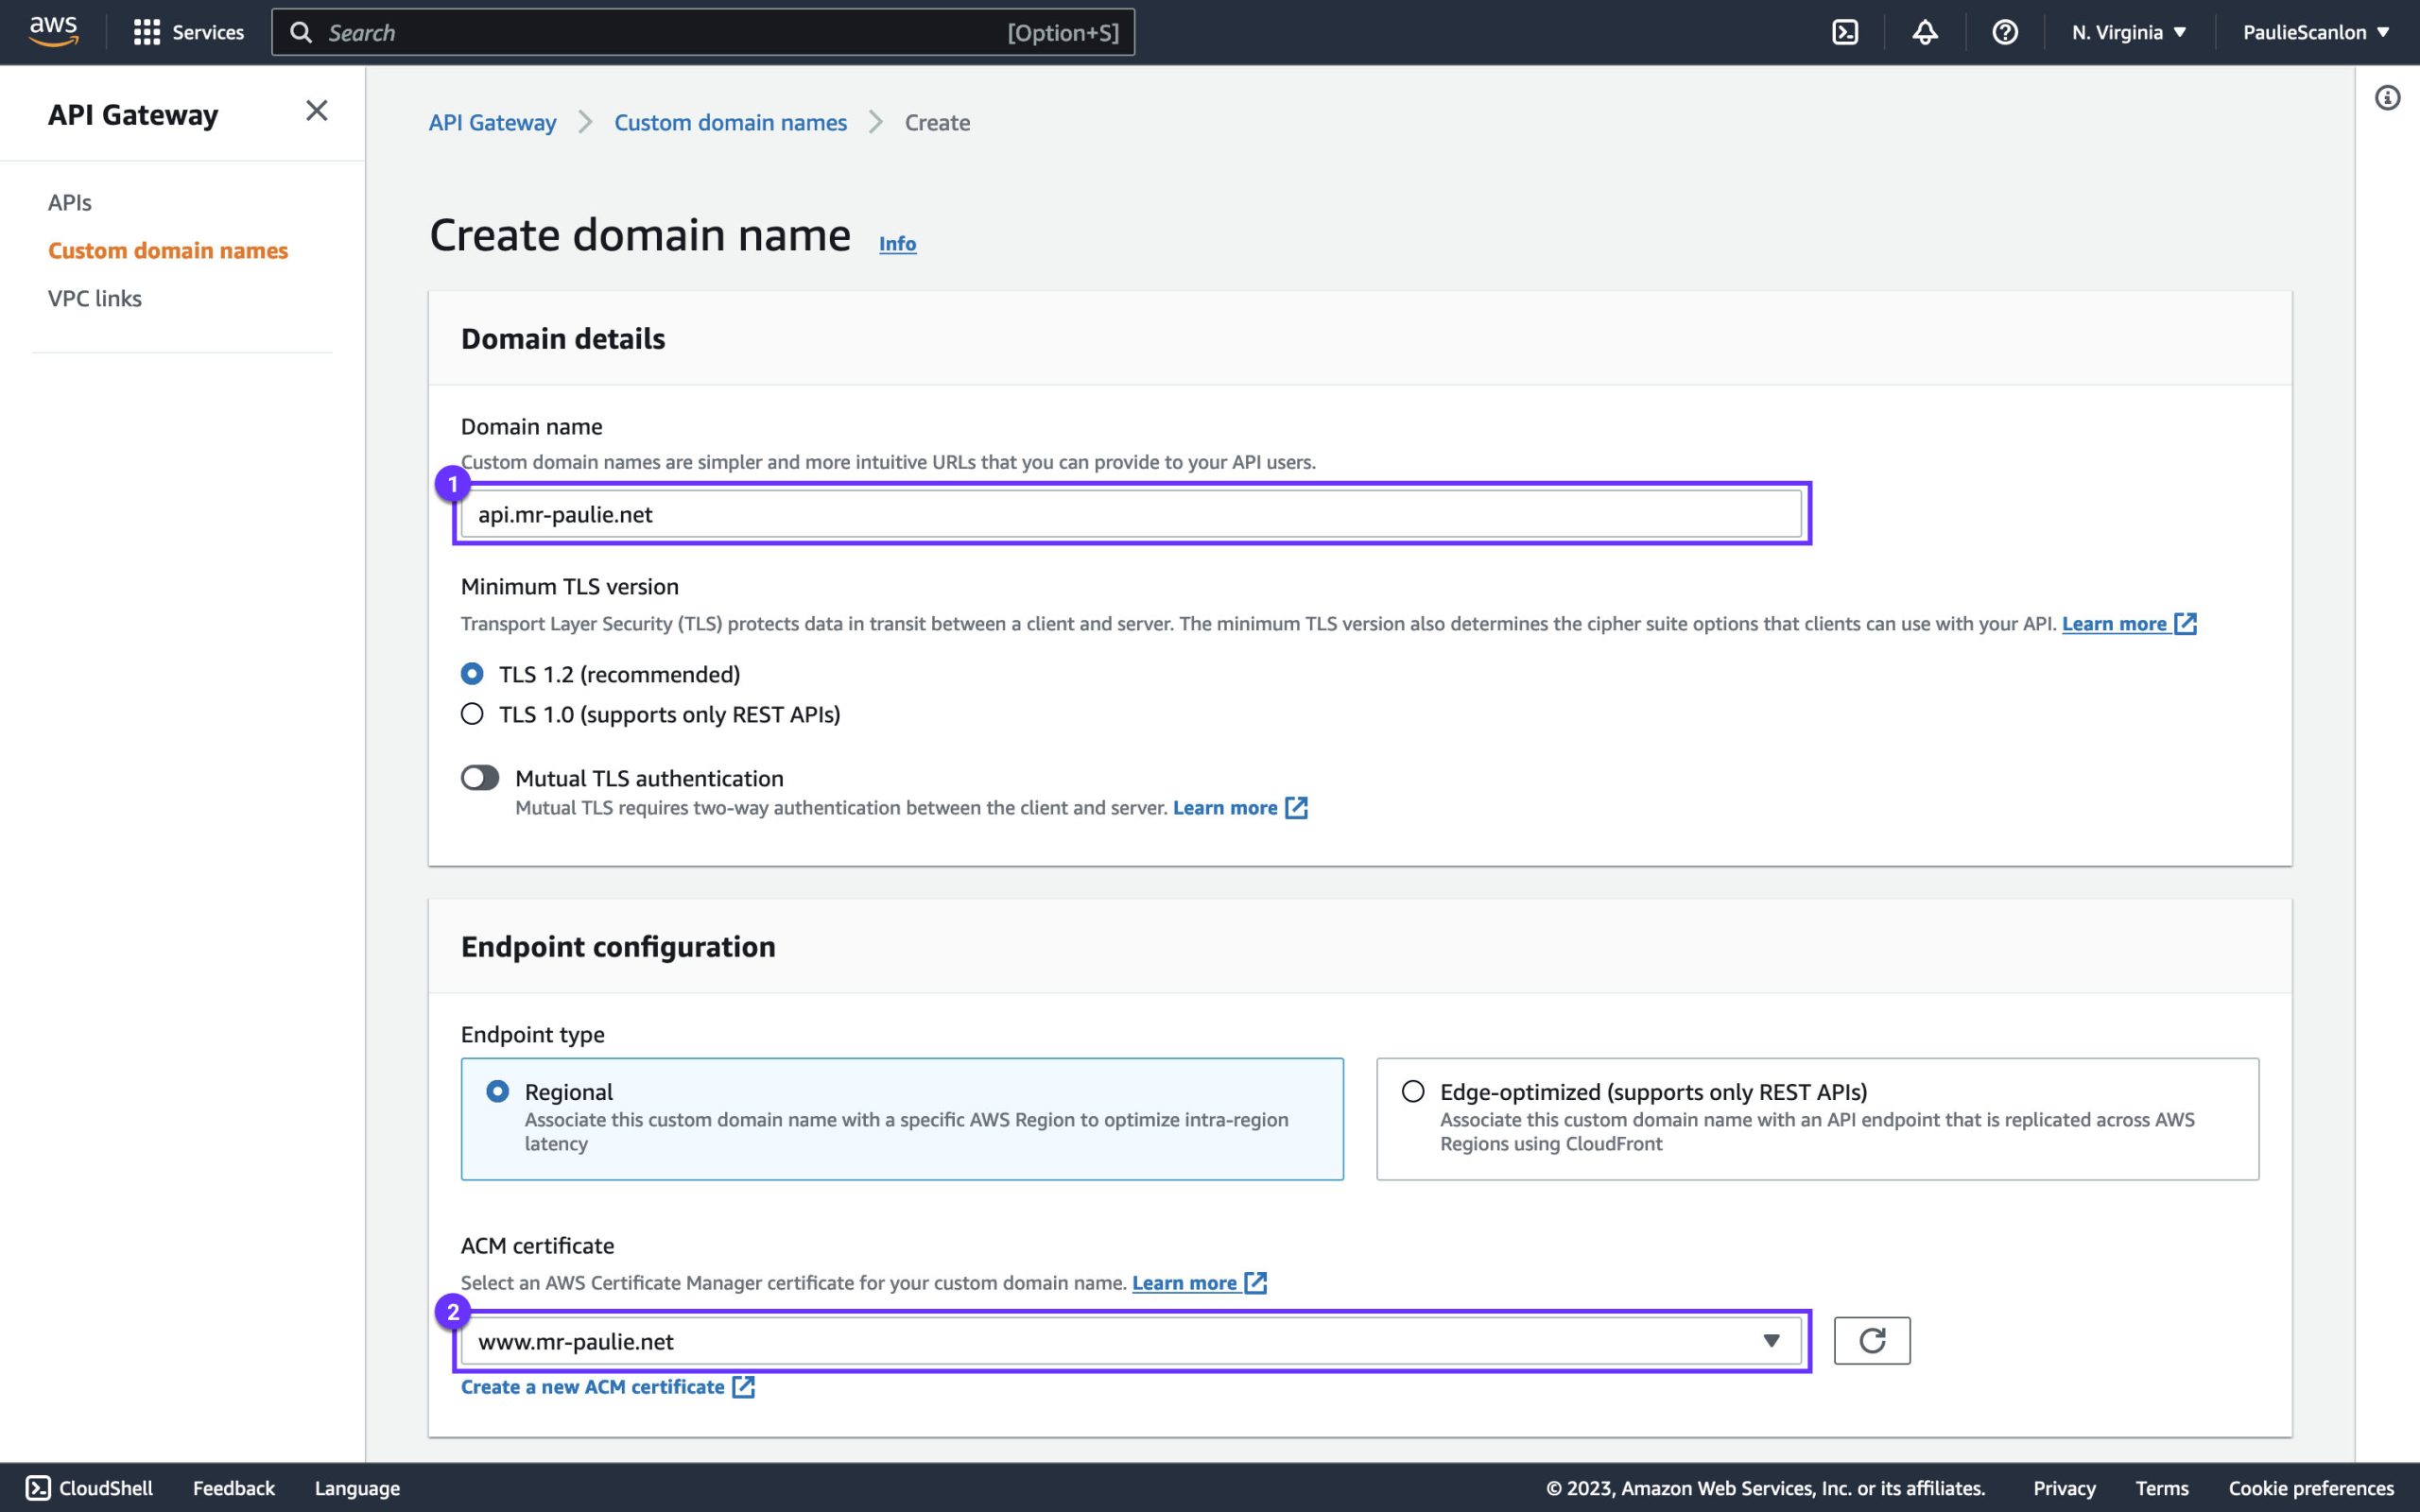 aws
Services
Search
[Option+S]
N. Virginia
PaulieScanlon
API Gateway
APIs
Custom domain names
VPC links
API Gateway
Custom domain names
Create
Create domain name
Info
Domain details
Domain name
Custom domain names are simpler and more intuitive URLs that you can provide to your API users.
1
api.mr-paulie.net
Minimum TLS version
Transport Layer Security (TLS) protects data in transit between a client and server. The minimum TLS version also determines the cipher suite options that clients can use with your API. Learn more
TLS 1.2 (recommended)
TLS 1.0 (supports only REST APIs)
Mutual TLS authentication
Mutual TLS requires two-way authentication between the client and server. Learn more
Endpoint configuration
Endpoint type
Regional
Associate this custom domain name with a specific AWS Region to optimize intra-region
latency
Edge-optimized (supports only REST APIs)
Associate this custom domain name with an API endpoint that is replicated across AWS
Regions using CloudFront
ACM certificate
Select an AWS Certificate Manager certificate for your custom domain name. Learn more
2
www.mr-paulie.net
Create a new ACM certificate
CloudShell
Feedback
Language
© 2023, Amazon Web Services, Inc. or its affiliates.
Privacy
Terms
Cookie preferences